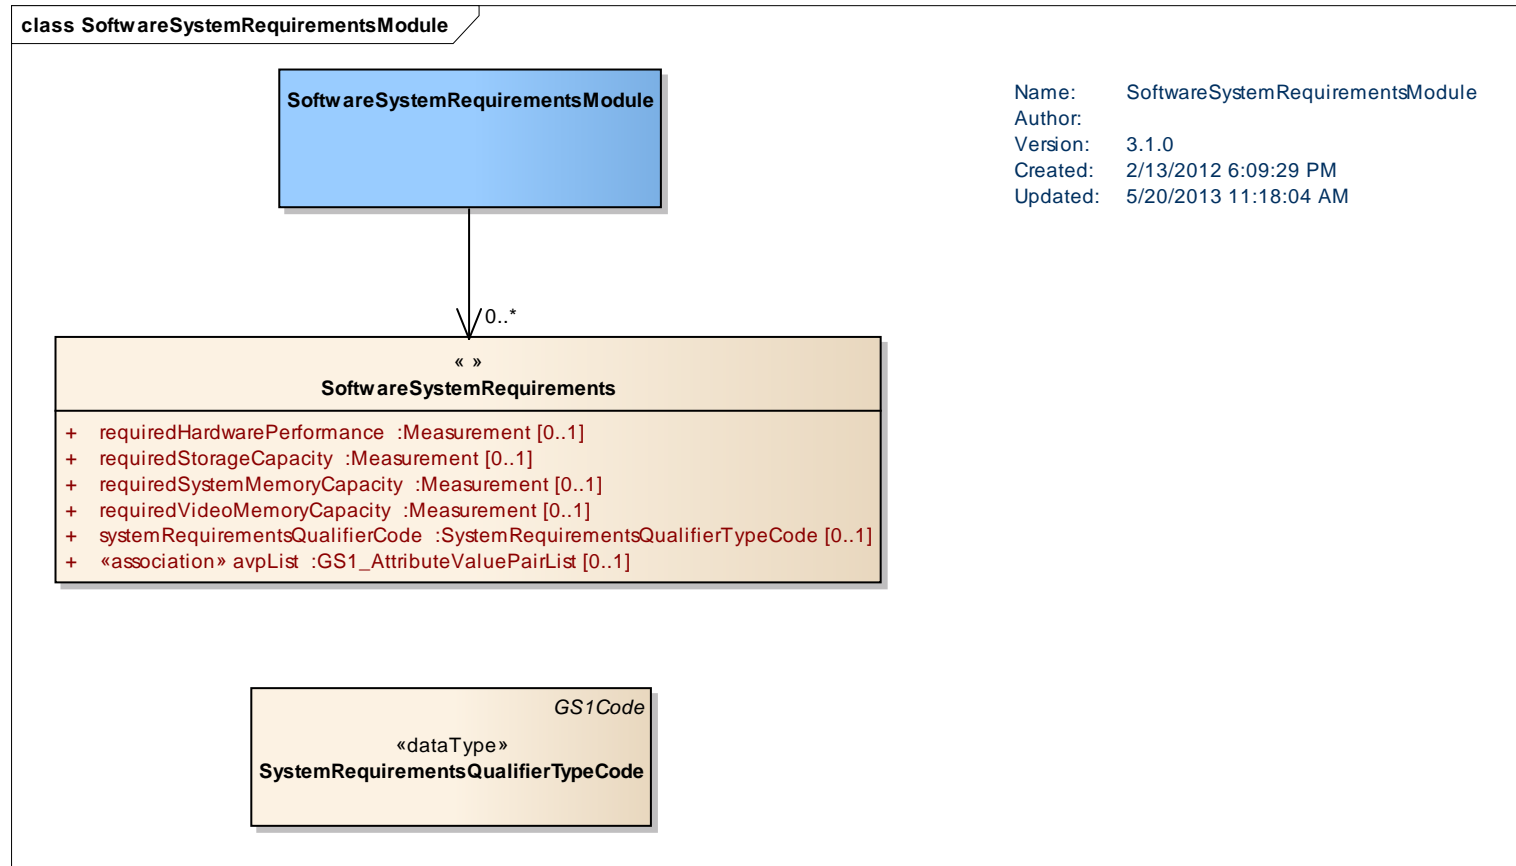 class SoftwareSystemRequirementsModule
SoftwareSystemRequirementsModule
Name: SoftwareSystemRequirementsModule
Author:
Version: 3.1.0
Created: 2/13/2012 6:09:29 PM
Updated: 5/20/2013 11:18:04 AM
0..*
« »
SoftwareSystemRequirements
+ requiredHardwarePerformance :Measurement [0..1]
+ requiredStorageCapacity :Measurement [0..1]
+ requiredSystemMemoryCapacity :Measurement [0..1]
+ requiredVideoMemoryCapacity :Measurement [0..1]
+ systemRequirementsQualifierCode :SystemRequirementsQualifierTypeCode [0..1]
+ «association» avpList :GS1_AttributeValuePairList [0..1]
GS1Code
«dataType»
SystemRequirementsQualifierTypeCode